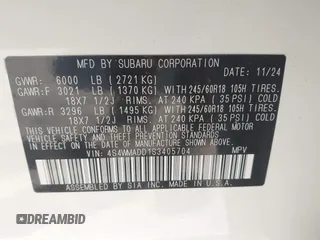 MFD BY SUBARU CORPORATION
DATE: 11/24
GVWR: 6000 LB (2721 KG)
GAWR:F 3021 LB (1370 KG)WITH 245/60R18 105H TIRES.
18X7 1/2J RIMS. AT 240 KPA (35 PSI) COLD
GAWR:R 3296 LB (1495 KG)WITH 245/60R18 105H TIRES.
18X7 1/2J RIMS. AT 240 KPA (35 PSI) COLD
THIS VEHICLE CONFORMS TO ALL APPLICABLE FEDERAL MOTOR
VEHICLE SAFETY, BUMPER, AND THEFT PREVENTION
STANDARDS IN EFFECT ON THE DATE OF MANUFACTURE SHOWN
ABOVE.
VIN: 4S4WMADD1S3405704 MPV
ASSEMBLED BY SIA INC. MADE IN U.S.A.